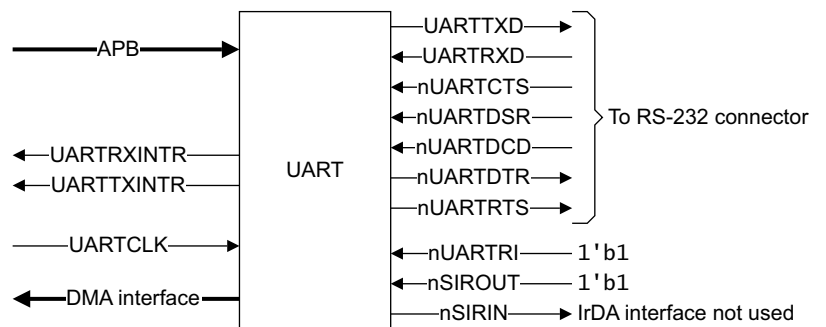 UARTTXD
APB
UARTRXD
nUARTCTS
nUARTDSR
To RS-232 connector
UARTRXINTR
nUARTDCD
UART
UARTTXINTR
nUARTDTR
nUARTRTS
UARTCLK
nUARTRI 1'b1
nSIROUT 1'b1
DMA interface
nSIRIN IrDA interface not used